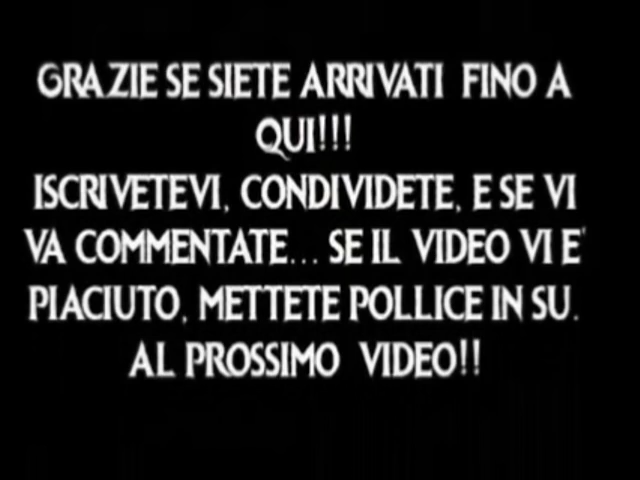 GRAZIE SE SIETE ARRIVATI FINO A
QUI!!!
ISCRIVETEVI, CONDIVIDETE, E SE VI
VA COMMENTATE... SE IL VIDEO VI E'
PIACIUTO, METTETE POLLICE IN SU.
AL PROSSIMO VIDEO!!